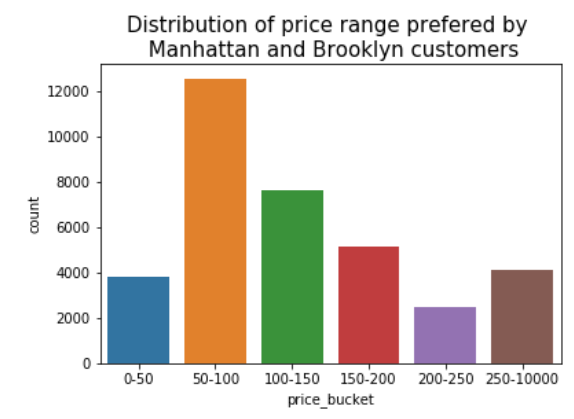 Distribution of price range prefered by
Manhattan and Brooklyn customers
12000
10000
8000
6000
4000
2000
0
count
0-50 50-100 100-150 150-200 200-250 250-10000
price_bucket